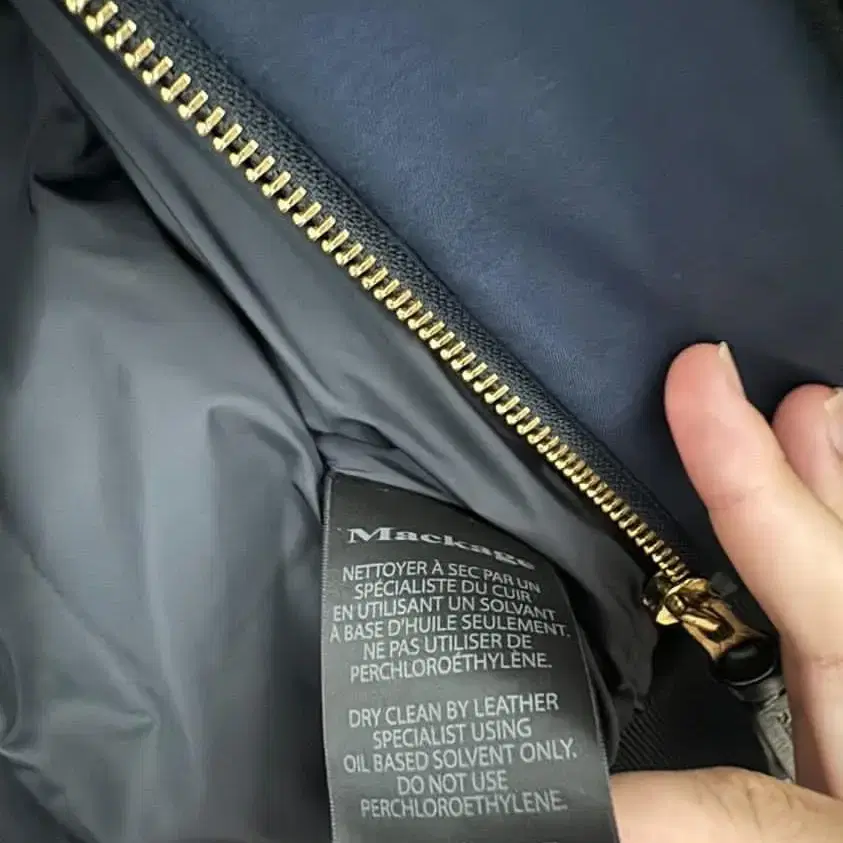 Mackage
NETTOYER À SEC PAR UN
SPÉCIALISTE DU CUIR
EN UTILISANT UN SOLVANT
À BASE D'HUILE SEULEMENT.
NE PAS UTILISER DE
PERCHLOROÉTHYLÈNE.
DRY CLEAN BY LEATHER
SPECIALIST USING
OIL BASED SOLVENT ONLY.
DO NOT USE
PERCHLOROETHYLENE.